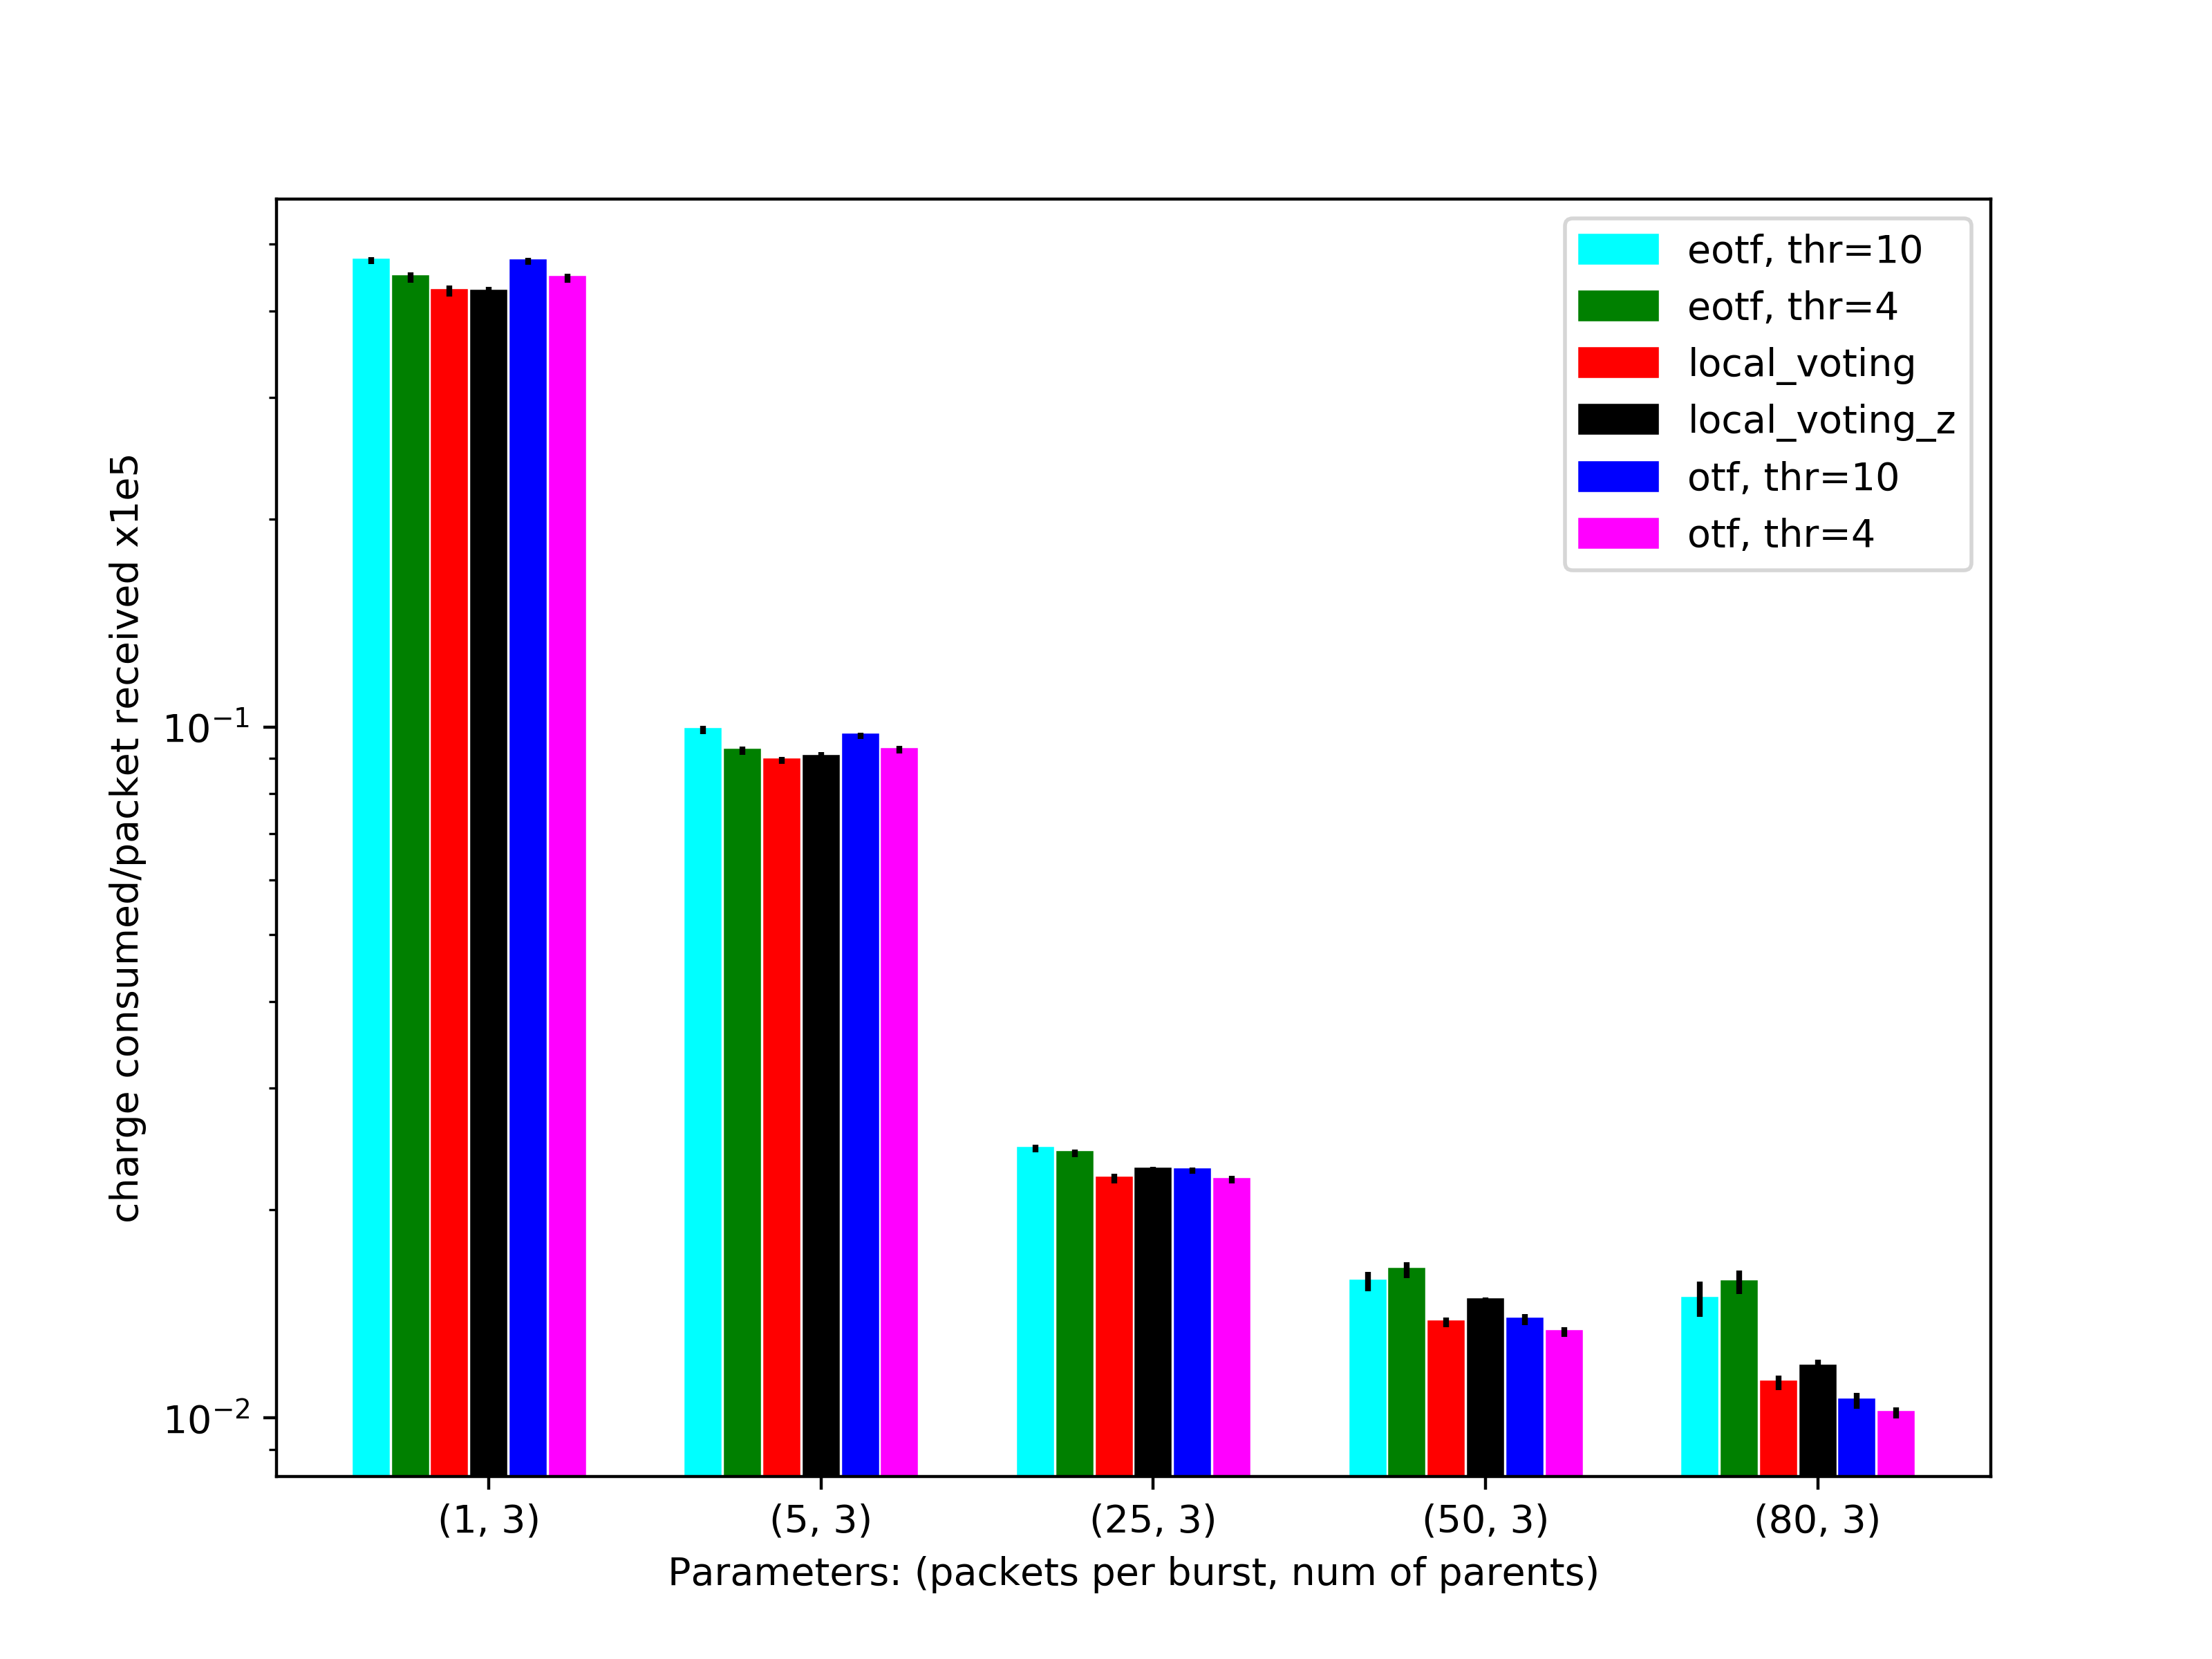 eotf, thr=10
eotf, thr=4
local_voting
local_voting_z
otf, thr=10
otf, thr=4
charge consumed/packet received x1e5
10⁻¹
10⁻²
(1, 3) (5, 3) (25, 3) (50, 3) (80, 3)
Parameters: (packets per burst, num of parents)